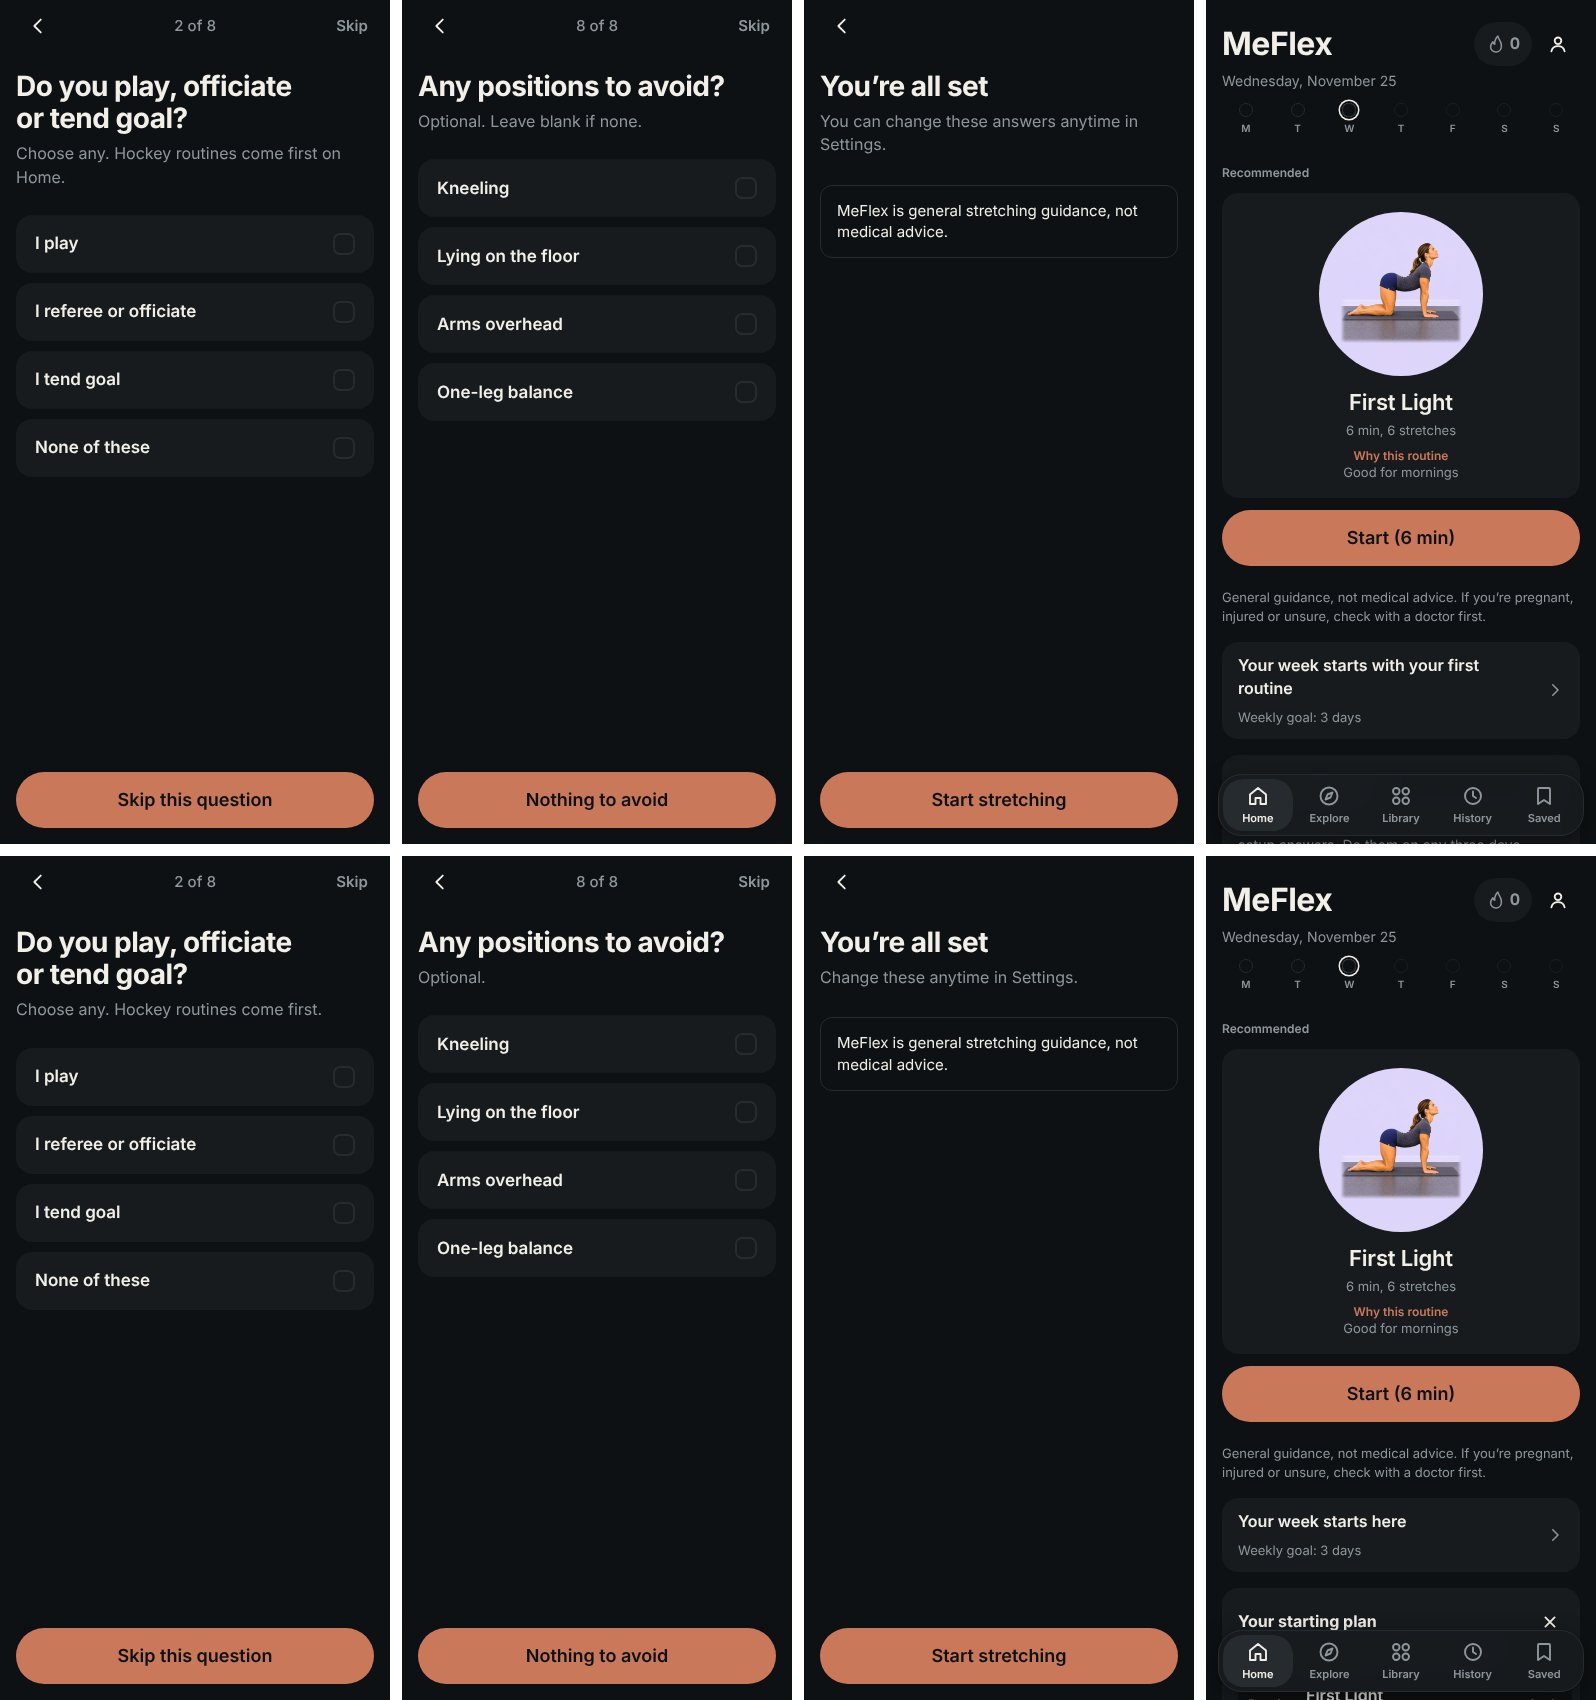 2 of 8
Skip
Do you play, officiate
or tend goal?
Choose any. Hockey routines come first on
Home.
I play
I referee or officiate
I tend goal
None of these
Skip this question
8 of 8
Skip
Any positions to avoid?
Optional. Leave blank if none.
Kneeling
Lying on the floor
Arms overhead
One-leg balance
Nothing to avoid
You’re all set
You can change these answers anytime in
Settings.
MeFlex is general stretching guidance, not
medical advice.
Start stretching
MeFlex
0
Wednesday, November 25
M T W T F S S
Recommended
First Light
6 min, 6 stretches
Why this routine
Good for mornings
Start (6 min)
General guidance, not medical advice. If you’re pregnant,
injured or unsure, check with a doctor first.
Your week starts with your first
routine
Weekly goal: 3 days
Home Explore Library History Saved
2 of 8
Skip
Do you play, officiate
or tend goal?
Choose any. Hockey routines come first.
I play
I referee or officiate
I tend goal
None of these
Skip this question
8 of 8
Skip
Any positions to avoid?
Optional.
Kneeling
Lying on the floor
Arms overhead
One-leg balance
Nothing to avoid
You’re all set
Change these anytime in Settings.
MeFlex is general stretching guidance, not
medical advice.
Start stretching
MeFlex
0
Wednesday, November 25
M T W T F S S
Recommended
First Light
6 min, 6 stretches
Why this routine
Good for mornings
Start (6 min)
General guidance, not medical advice. If you’re pregnant,
injured or unsure, check with a doctor first.
Your week starts here
Weekly goal: 3 days
Your starting plan
Home Explore Library History Saved
First Light